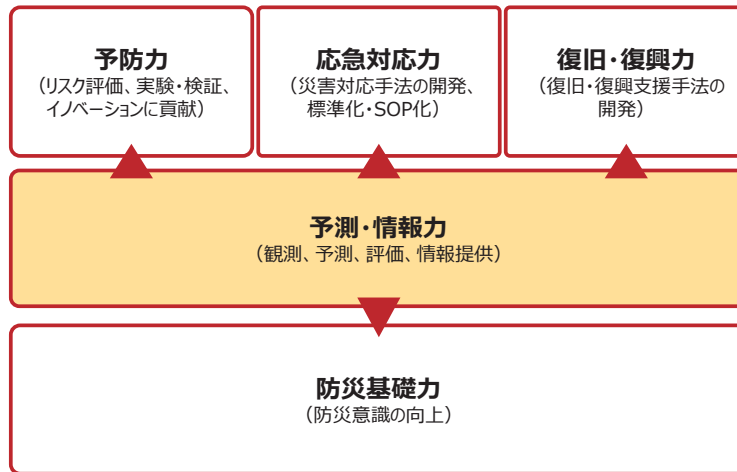 予防力
（リスク評価、実験・検証、
イノベーションに貢献）
応急対応力
（災害対応手法の開発、
標準化・SOP化）
復旧・復興力
（復旧・復興支援手法の
開発）
予測・情報力
（観測、予測、評価、情報提供）
防災基礎力
（防災意識の向上）